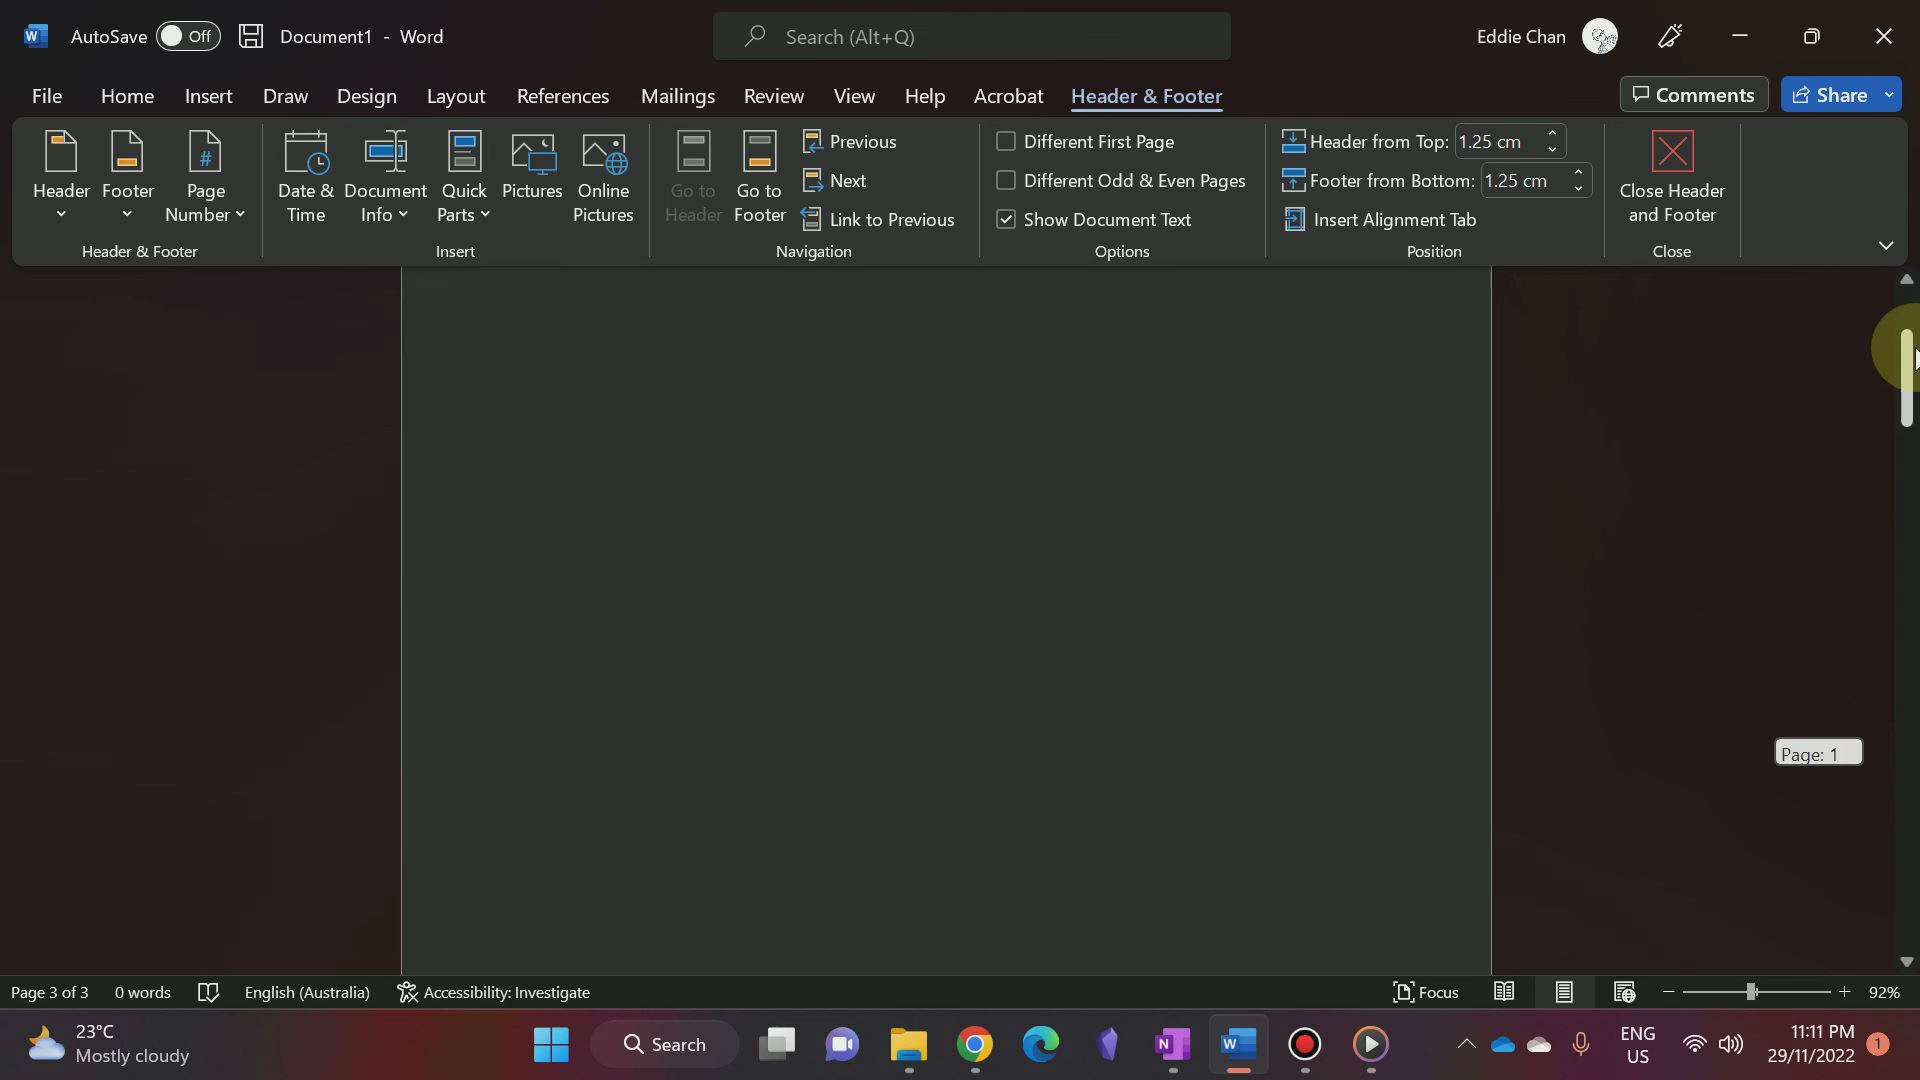 AutoSave Off Document1 - Word Search (Alt+Q) Eddie Chan
File Home Insert Draw Design Layout References Mailings Review View Help Acrobat Header & Footer Comments Share
Header
Footer
Page
Number
Header & Footer
Date &
Time
Document
Info
Quick
Parts
Pictures
Online
Pictures
Insert
Go to
Header
Go to
Footer
Previous
Next
Link to Previous
Navigation
Different First Page
Different Odd & Even Pages
Show Document Text
Options
Header from Top: 1.25 cm
Footer from Bottom: 1.25 cm
Insert Alignment Tab
Position
Close Header
and Footer
Close
Page: 1
Page 3 of 3 0 words English (Australia) Accessibility: Investigate Focus 92%
23°C
Mostly cloudy
Search
ENG
US
11:11 PM
29/11/2022
1